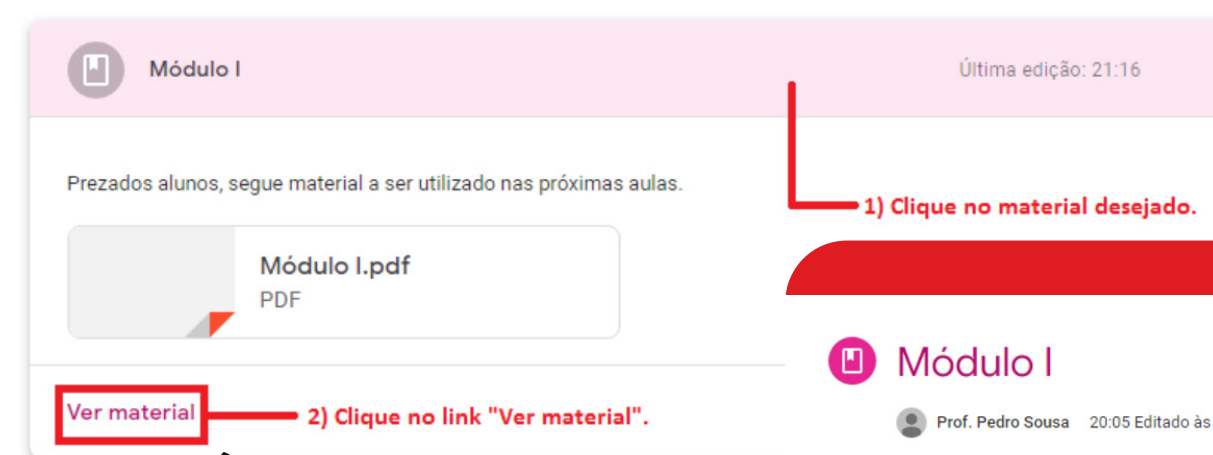 Módulo I
Última edição: 21:16
Prezados alunos, segue material a ser utilizado nas próximas aulas.
1) Clique no material desejado.
Módulo I.pdf
PDF
Módulo I
Ver material
2) Clique no link "Ver material".
Prof. Pedro Sousa 20:05 Editado às